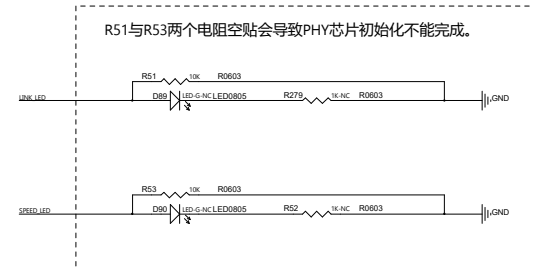 R51与R53两个电阻空贴会导致PHY芯片初始化不能完成。
R51 10K R0603
LINK_LED D89 LED-G-NC LED0805 R279 1K-NC R0603 GND
R53 10K R0603
SPEED_LED D90 LED-G-NC LED0805 R52 1K-NC R0603 GND